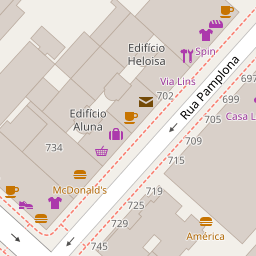 Edifício
Heloísa
Spin
Via Lins
702
697
699
Casa L
705
Rua Pamplona
Edifício
Aluna
734
709
715
McDonald's
719
725
729
745
América